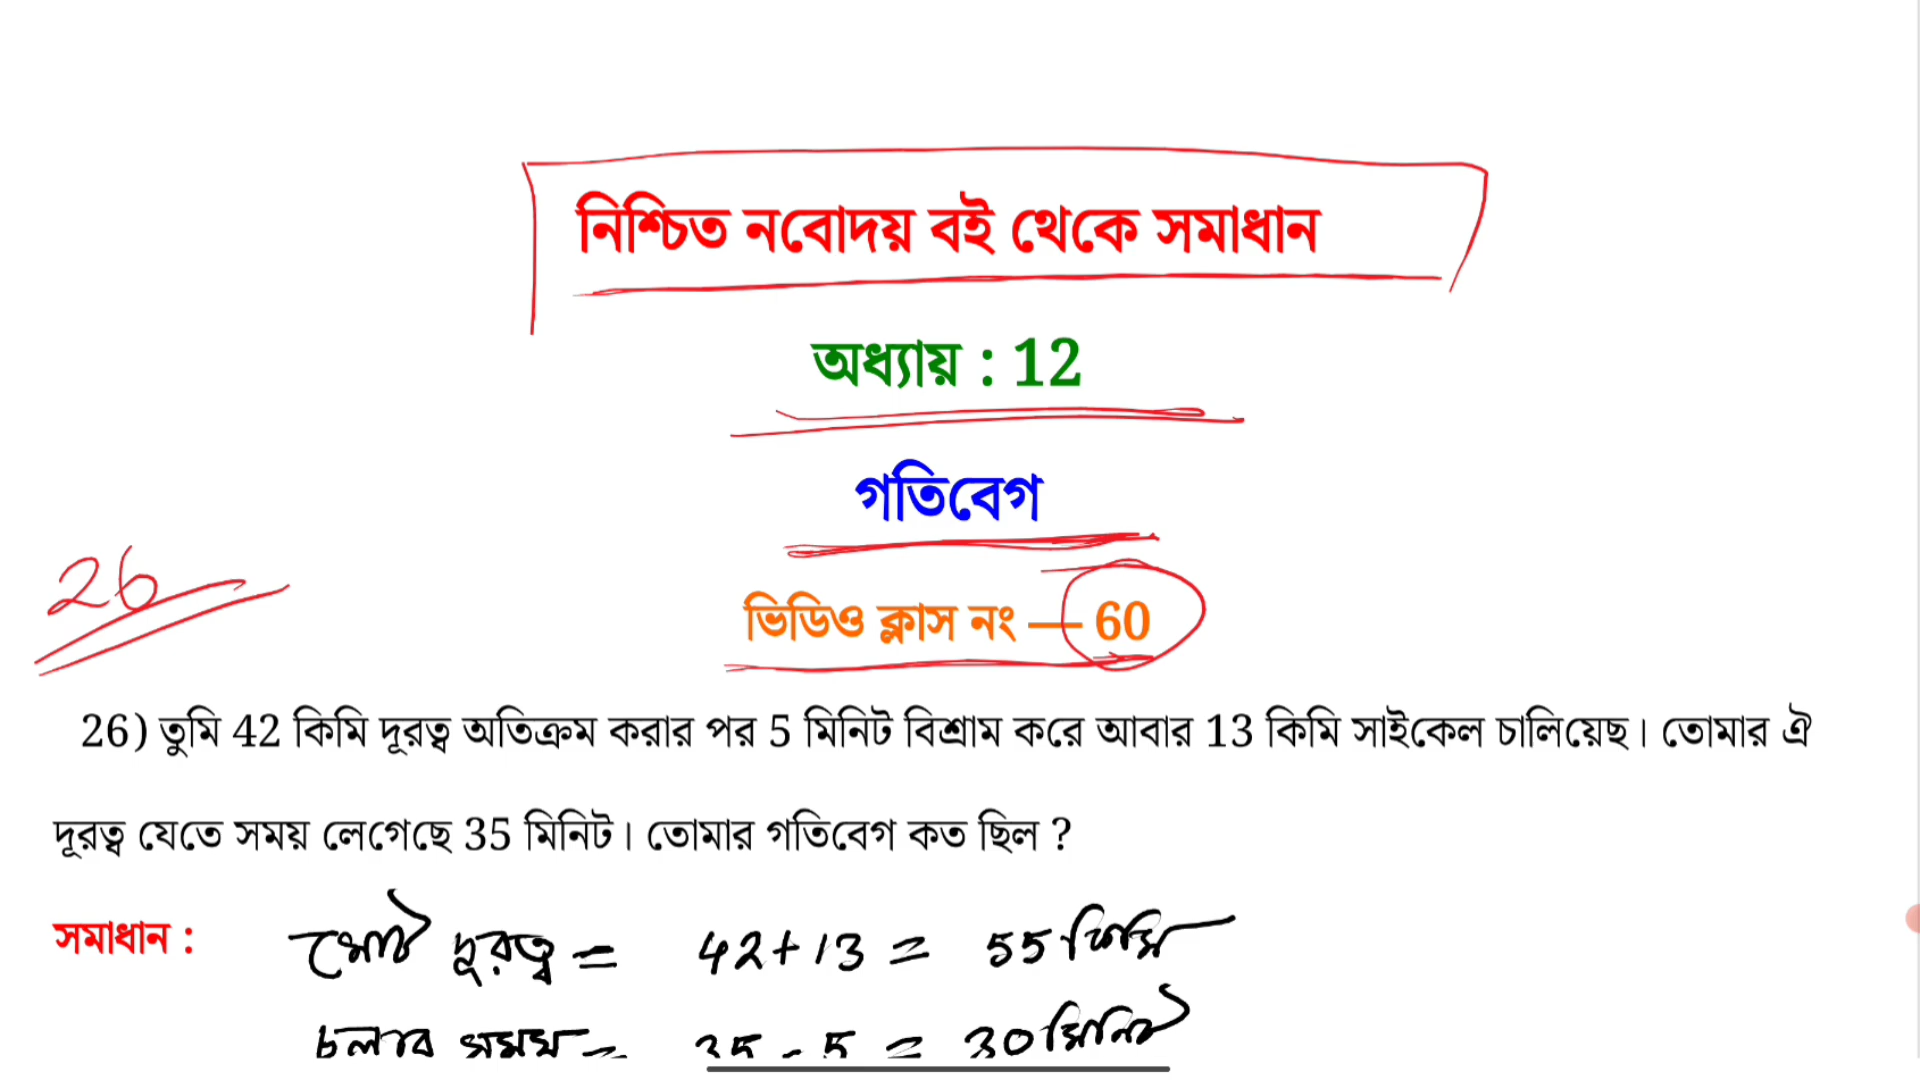 নিশ্চিত নবোদয় বই থেকে সমাধান
অধ্যায় : 12
গতিবেগ
26
ভিডিও ক্লাস নং — 60
26) তুমি 42 কিমি দূরত্ব অতিক্রম করার পর 5 মিনিট বিশ্রাম করে আবার 13 কিমি সাইকেল চালিয়েছ। তোমার ঐ
দূরত্ব যেতে সময় লেগেছে 35 মিনিট। তোমার গতিবেগ কত ছিল ?
সমাধান : মোট দূরত্ব = 42+13 = 55 কিমি
চলার সময় = 35 - 5 = 30 মিনিট